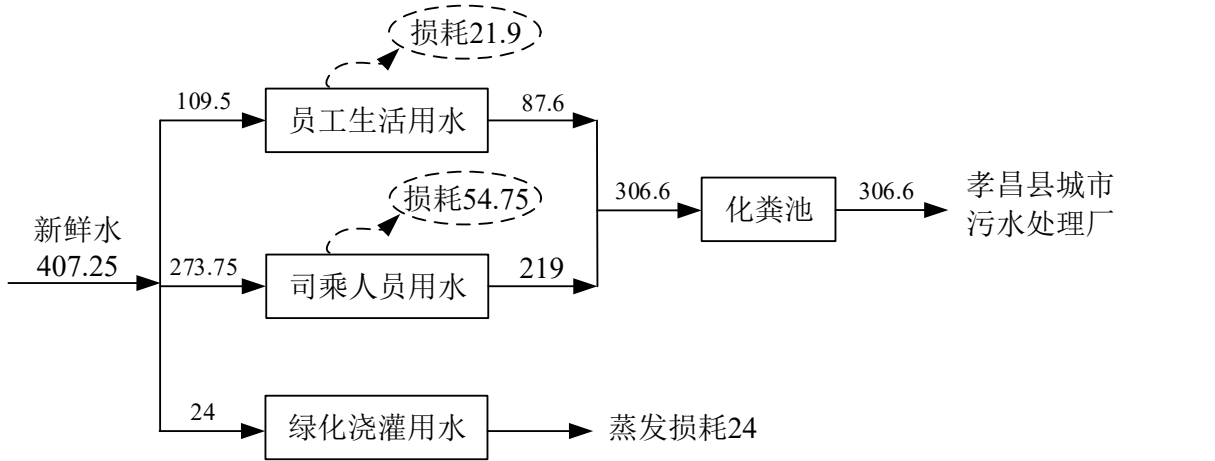 损耗21.9
109.5
员工生活用水
87.6
损耗54.75
306.6
化粪池
306.6
孝昌县城市
污水处理厂
新鲜水
407.25
273.75
司乘人员用水
219
24
绿化浇灌用水
蒸发损耗24